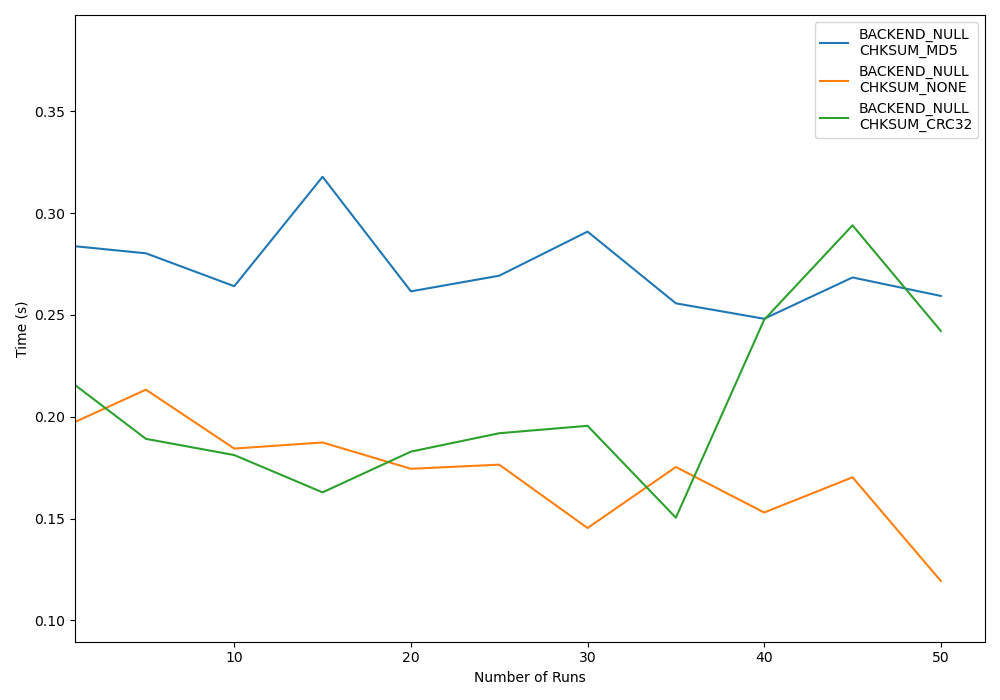 BACKEND_NULL
CHKSUM_MD5
BACKEND_NULL
CHKSUM_NONE
BACKEND_NULL
CHKSUM_CRC32
0.35
0.30
0.25
0.20
0.15
0.10
Time (s)
10 20 30 40 50
Number of Runs